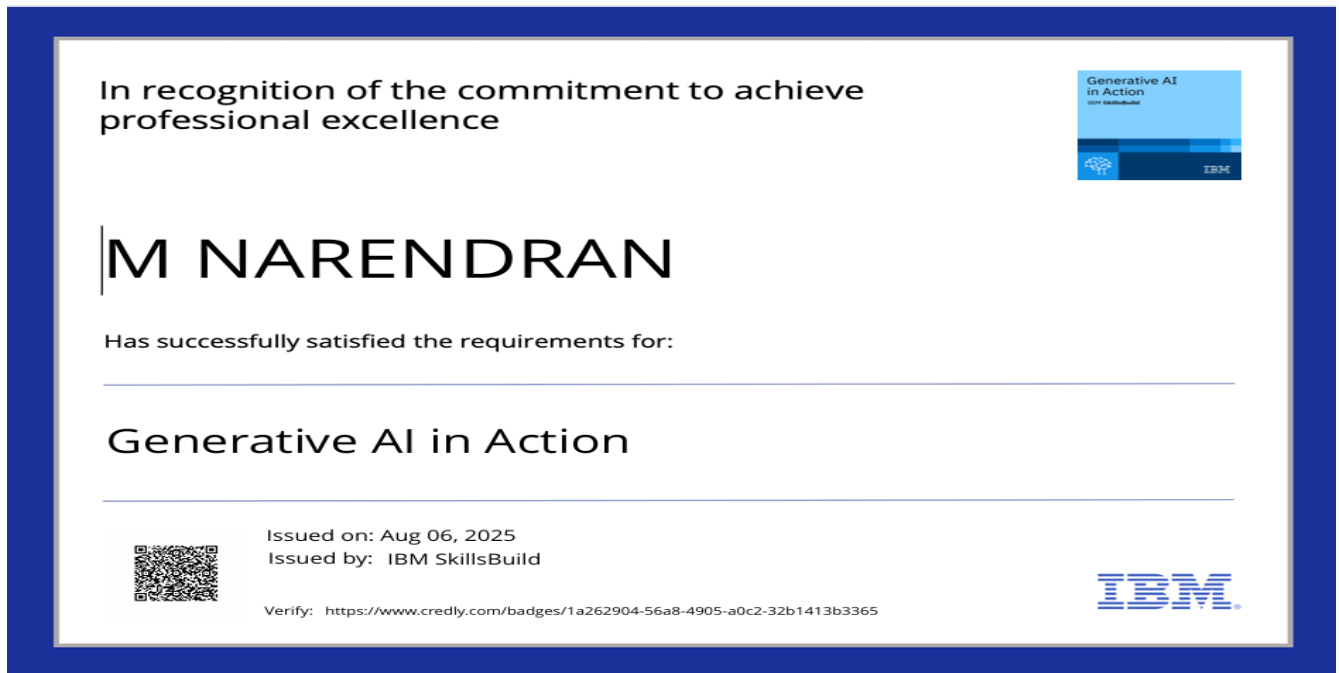 In recognition of the commitment to achieve
professional excellence
Generative AI
in Action
IBM SkillsBuild
IBM
M NARENDRAN
Has successfully satisfied the requirements for:
Generative AI in Action
Issued on: Aug 06, 2025
Issued by: IBM SkillsBuild
Verify: https://www.credly.com/badges/1a262904-56a8-4905-a0c2-32b1413b3365
IBM.